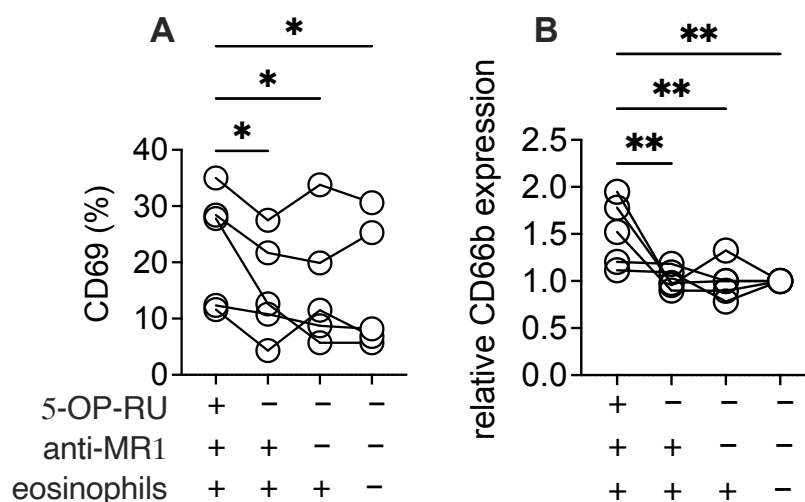 A
*
*
*
CD69 (%)
40
30
20
10
0
5-OP-RU + − − −
anti-MR1 + + − −
eosinophils + + + −
B
**
**
**
relative CD66b expression
2.5
2.0
1.5
1.0
0.5
0.0
+ − − −
+ + − −
+ + + −